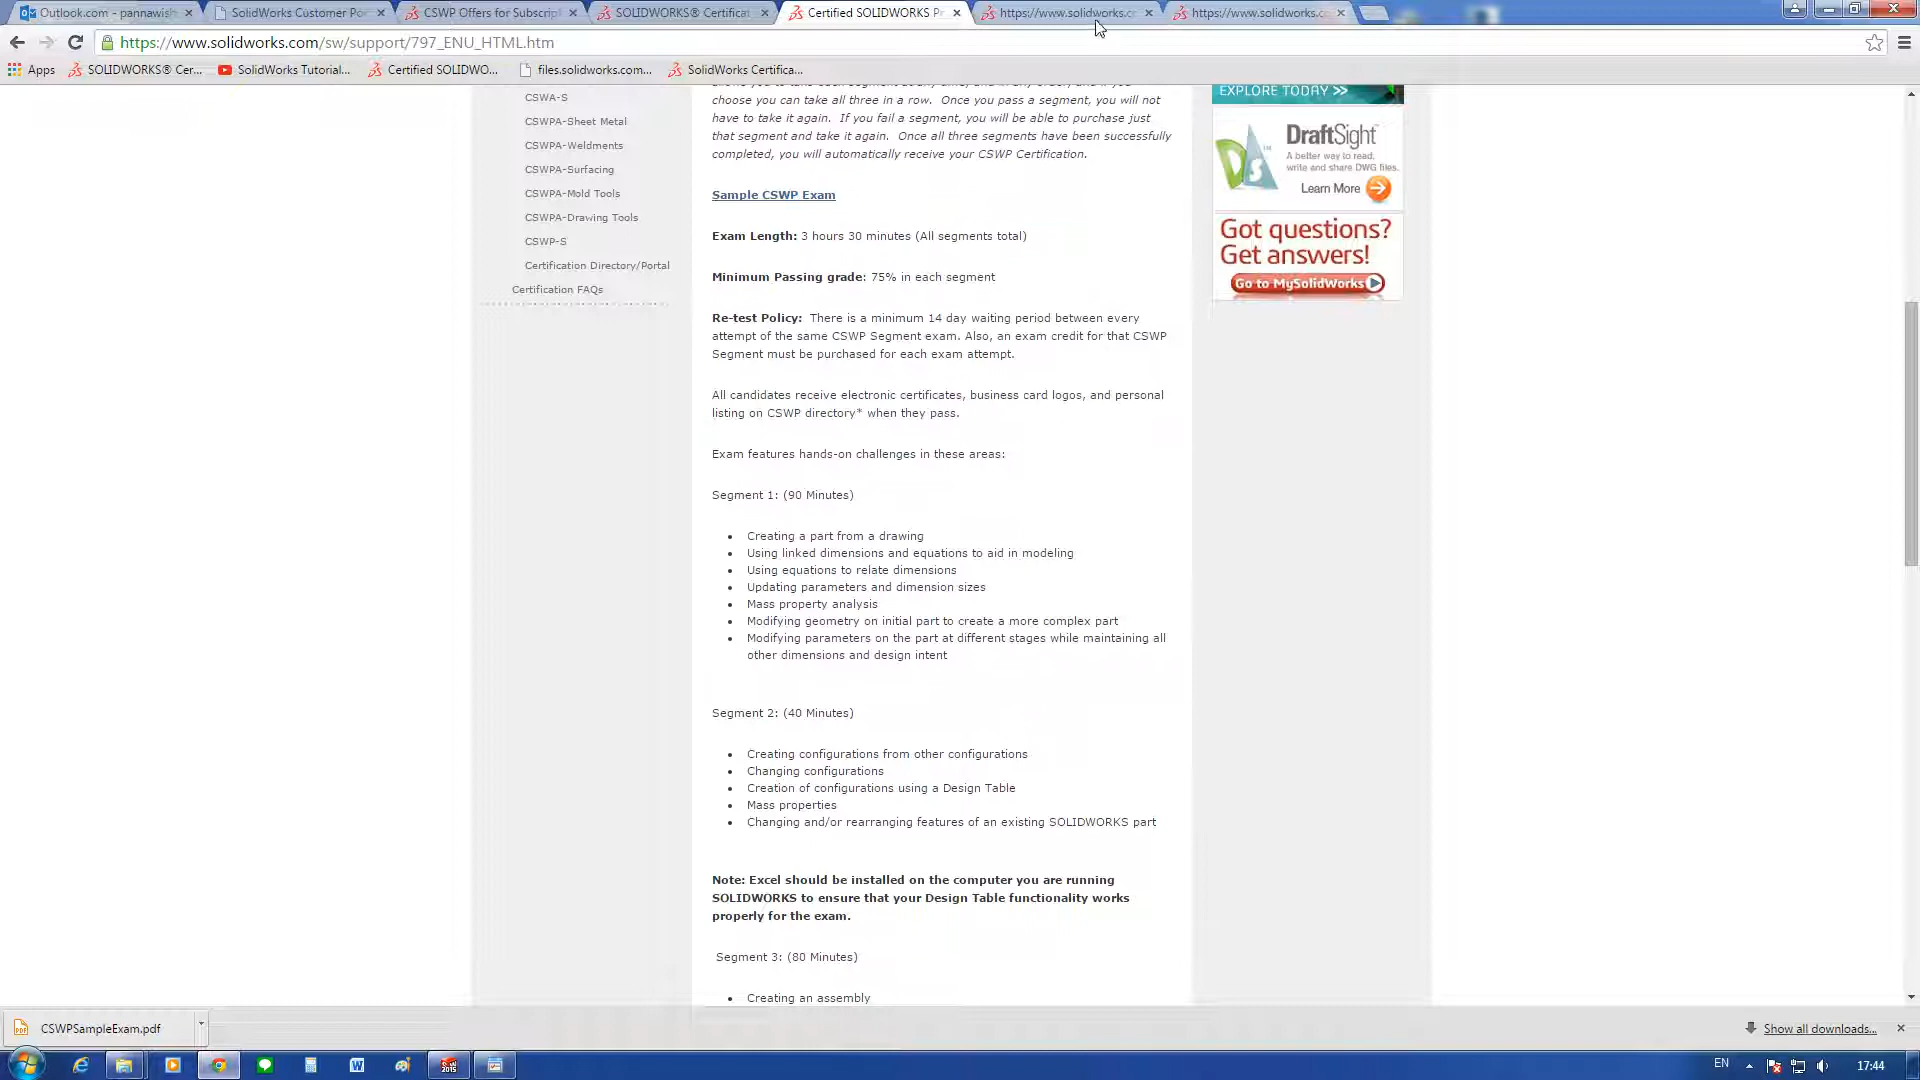 Outlook.com - pannawish
SolidWorks Customer Po
CSWP Offers for Subscrip
SOLIDWORKS® Certificat
Certified SOLIDWORKS Pr
https://www.solidworks.co
https://www.solidworks.co
https://www.solidworks.com/sw/support/797_ENU_HTML.htm
Apps
SOLIDWORKS® Cer...
SolidWorks Tutorial...
Certified SOLIDWO...
files.solidworks.com...
SolidWorks Certifica...
CSWA-S
CSWPA-Sheet Metal
CSWPA-Weldments
CSWPA-Surfacing
CSWPA-Mold Tools
CSWPA-Drawing Tools
CSWP-S
Certification Directory/Portal
Certification FAQs
choose you can take all three in a row. Once you pass a segment, you will not
have to take it again. If you fail a segment, you will be able to purchase just
that segment and take it again. Once all three segments have been successfully
completed, you will automatically receive your CSWP Certification.
Sample CSWP Exam
Exam Length: 3 hours 30 minutes (All segments total)
Minimum Passing grade: 75% in each segment
Re-test Policy: There is a minimum 14 day waiting period between every
attempt of the same CSWP Segment exam. Also, an exam credit for that CSWP
Segment must be purchased for each exam attempt.
All candidates receive electronic certificates, business card logos, and personal
listing on CSWP directory* when they pass.
Exam features hands-on challenges in these areas:
Segment 1: (90 Minutes)
• Creating a part from a drawing
• Using linked dimensions and equations to aid in modeling
• Using equations to relate dimensions
• Updating parameters and dimension sizes
• Mass property analysis
• Modifying geometry on initial part to create a more complex part
• Modifying parameters on the part at different stages while maintaining all
other dimensions and design intent
Segment 2: (40 Minutes)
• Creating configurations from other configurations
• Changing configurations
• Creation of configurations using a Design Table
• Mass properties
• Changing and/or rearranging features of an existing SOLIDWORKS part
Note: Excel should be installed on the computer you are running
SOLIDWORKS to ensure that your Design Table functionality works
properly for the exam.
Segment 3: (80 Minutes)
• Creating an assembly
EXPLORE TODAY >>
DraftSight™
A better way to read,
write and share DWG files.
Learn More
Got questions?
Get answers!
Go to MySolidWorks
CSWPSampleExam.pdf
Show all downloads...
EN
17:44